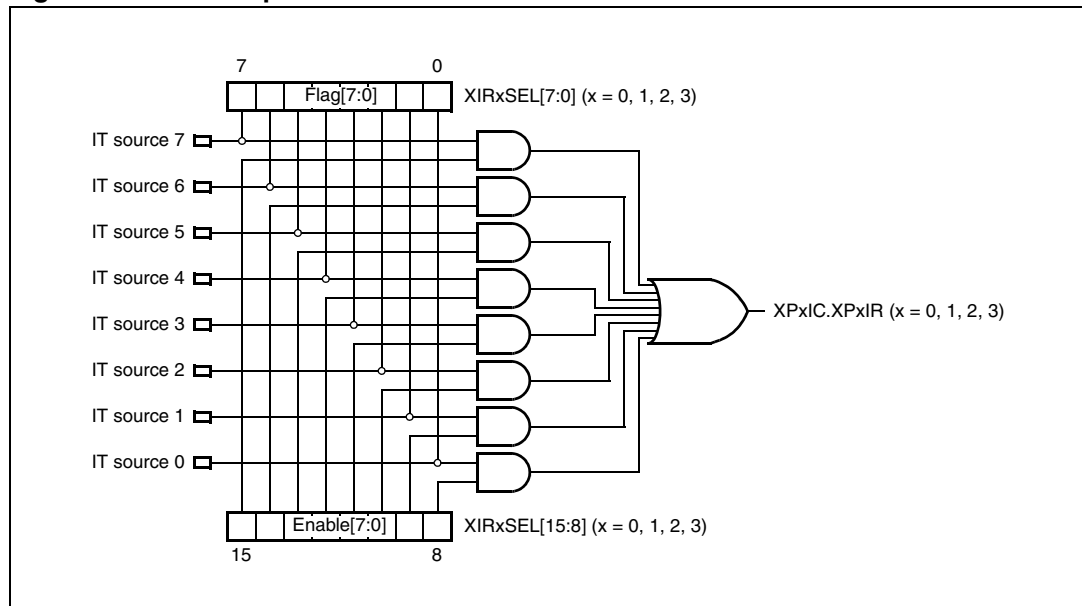 7 0
Flag[7:0] XIRxSEL[7:0] (x = 0, 1, 2, 3)
IT source 7
IT source 6
IT source 5
IT source 4
IT source 3
XPxIC.XPxIR (x = 0, 1, 2, 3)
IT source 2
IT source 1
IT source 0
Enable[7:0] XIRxSEL[15:8] (x = 0, 1, 2, 3)
15 8